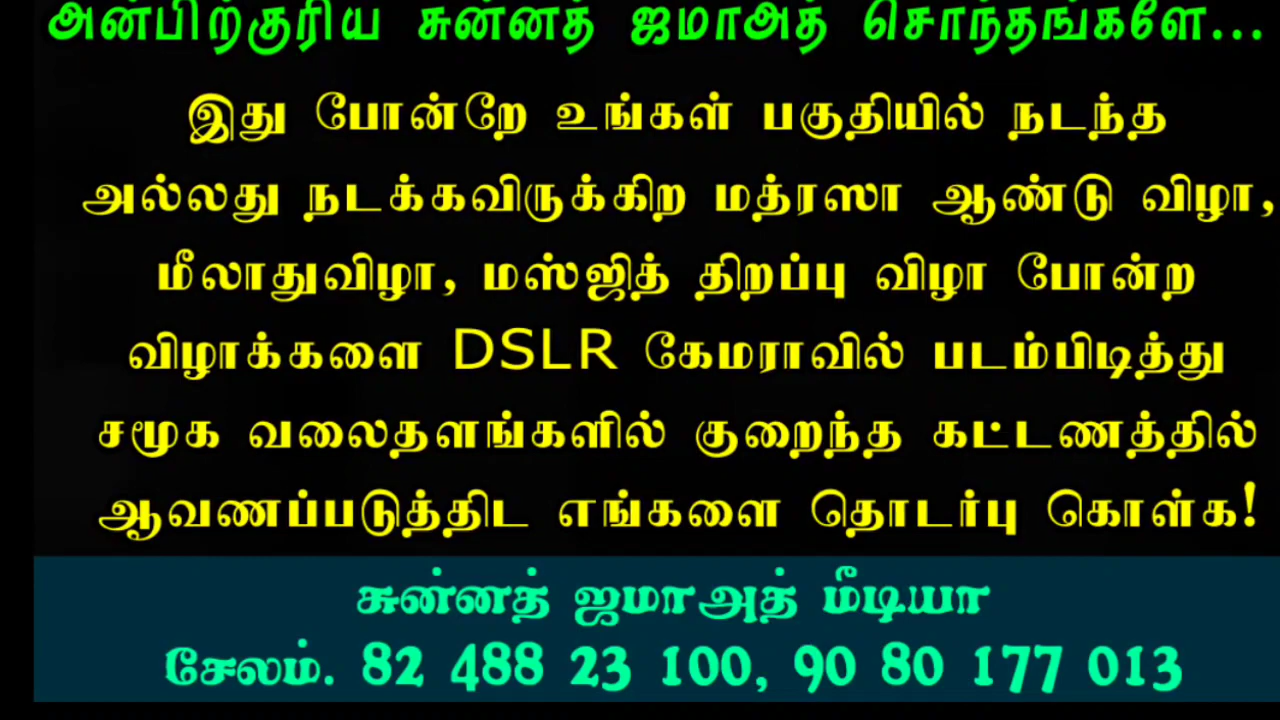 அன்பிற்குரிய சுன்னத் ஜமாஅத் சொந்தங்களே...
இது போன்றே உங்கள் பகுதியில் நடந்த
அல்லது நடக்கவிருக்கிற மத்ரஸா ஆண்டு விழா,
மீலாதுவிழா, மஸ்ஜித் திறப்பு விழா போன்ற
விழாக்களை DSLR கேமராவில் படம்பிடித்து
சமூக வலைதளங்களில் குறைந்த கட்டணத்தில்
ஆவணப்படுத்திட எங்களை தொடர்பு கொள்க!
சுன்னத் ஜமாஅத் மீடியா
சேலம். 82 488 23 100, 90 80 177 013